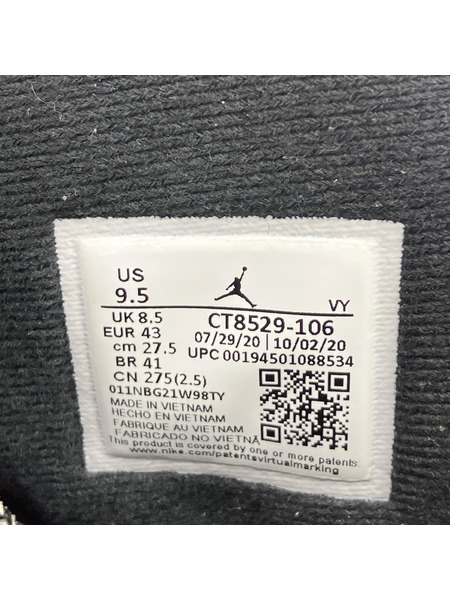 US
9.5
VY
UK 8.5
CT8529-106
EUR 43
07/29/20 10/02/20
cm 27.5
UPC 00194501088534
BR 41
CN 275(2.5)
011NBG21W98TY
MADE IN VIETNAM
HECHO EN VIETNAM
FABRIQUE AU VIETNAM
FABRICADO NO VIETNÃ
This product is covered by one or more patents.
www.nike.com/patentsvirtualmarking